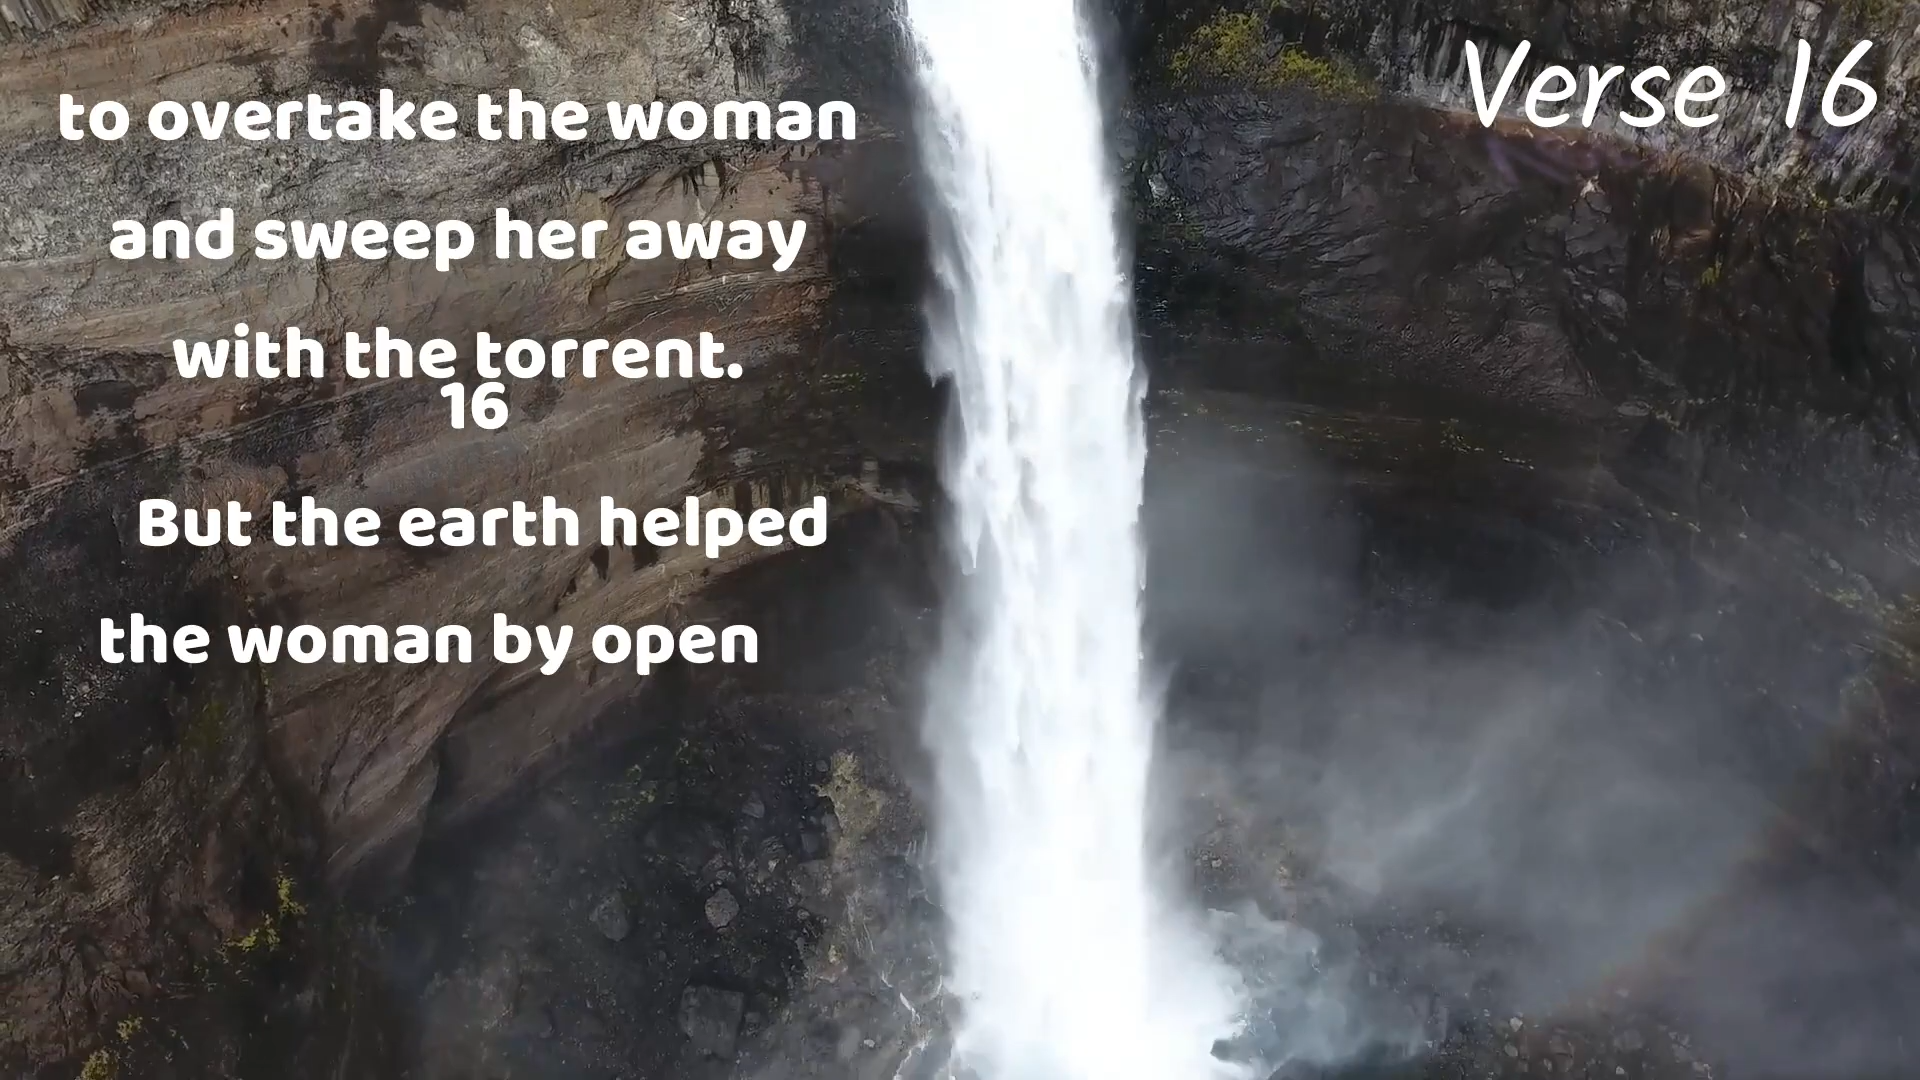 Verse 16
to overtake the woman
and sweep her away
with the torrent.
16
But the earth helped
the woman by open